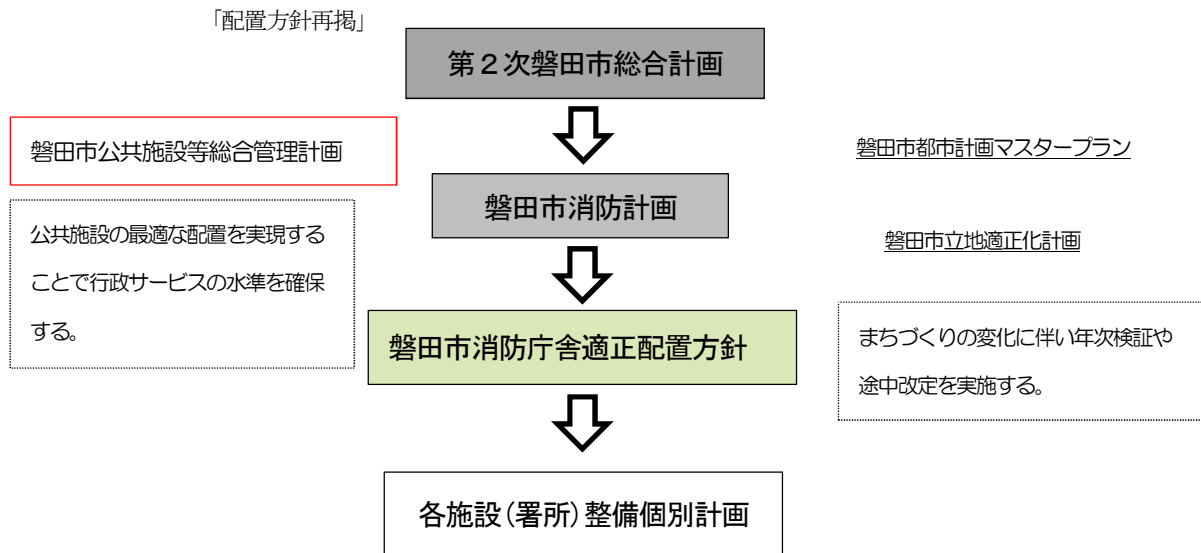 「配置方針再掲」
第２次磐田市総合計画
磐田市公共施設等総合管理計画
磐田市都市計画マスタープラン
磐田市消防計画
公共施設の最適な配置を実現する
ことで行政サービスの水準を確保
する。
磐田市立地適正化計画
磐田市消防庁舎適正配置方針
まちづくりの変化に伴い年次検証や
途中改定を実施する。
各施設（署所）整備個別計画